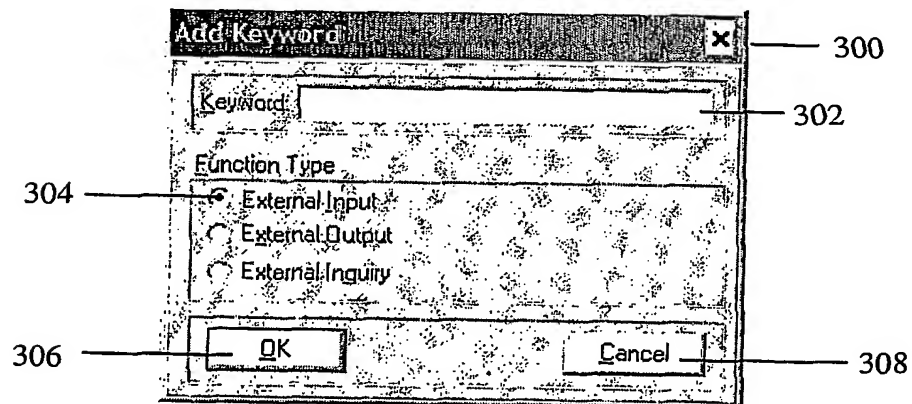 Add Keyword
300
Keyword:
302
Function Type
304
External Input
External Output
External Inquiry
306
OK
Cancel
308